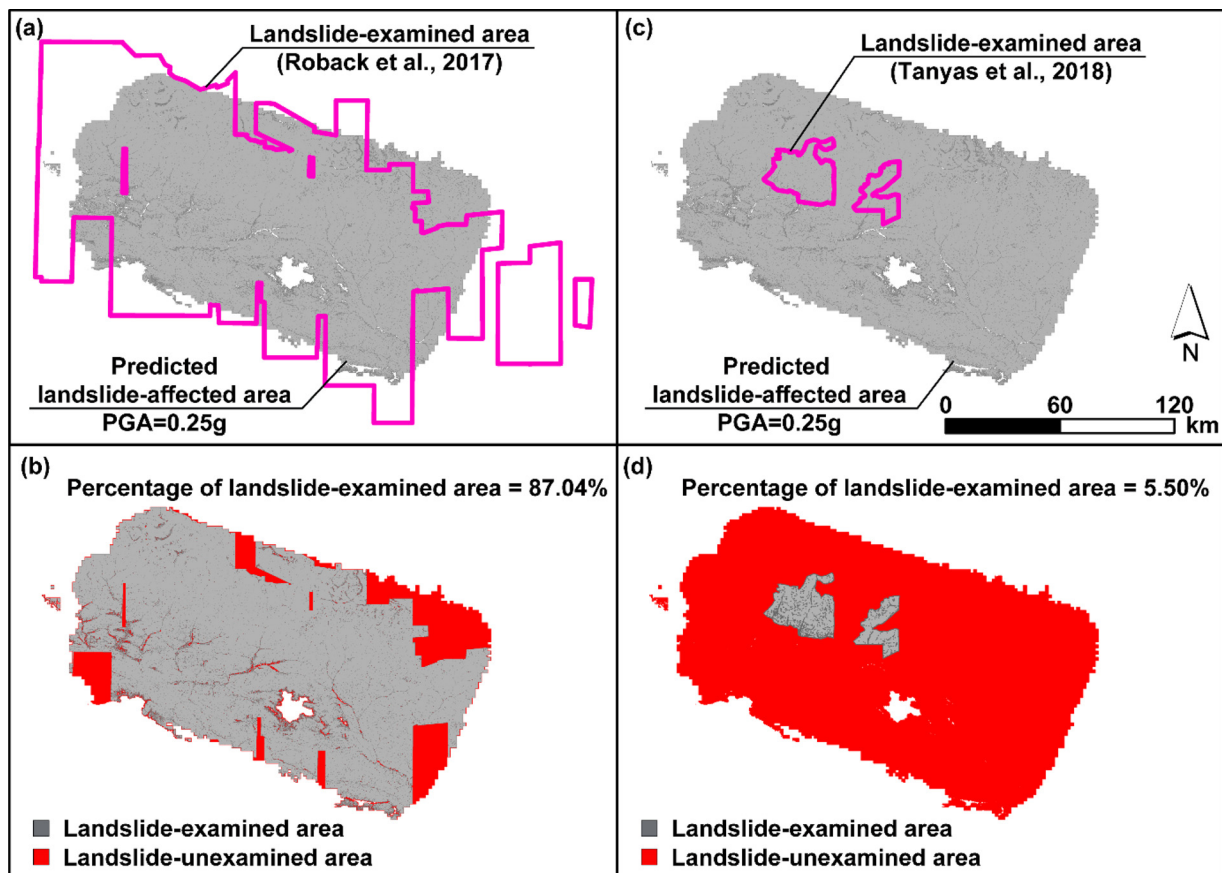 (a)
Landslide-examined area
(Roback et al., 2017)
Predicted
landslide-affected area
PGA=0.25g
(c)
Landslide-examined area
(Tanyas et al., 2018)
N
Predicted
landslide-affected area
PGA=0.25g
0 60 120
km
(b)
Percentage of landslide-examined area = 87.04%
Landslide-examined area
Landslide-unexamined area
(d)
Percentage of landslide-examined area = 5.50%
Landslide-examined area
Landslide-unexamined area